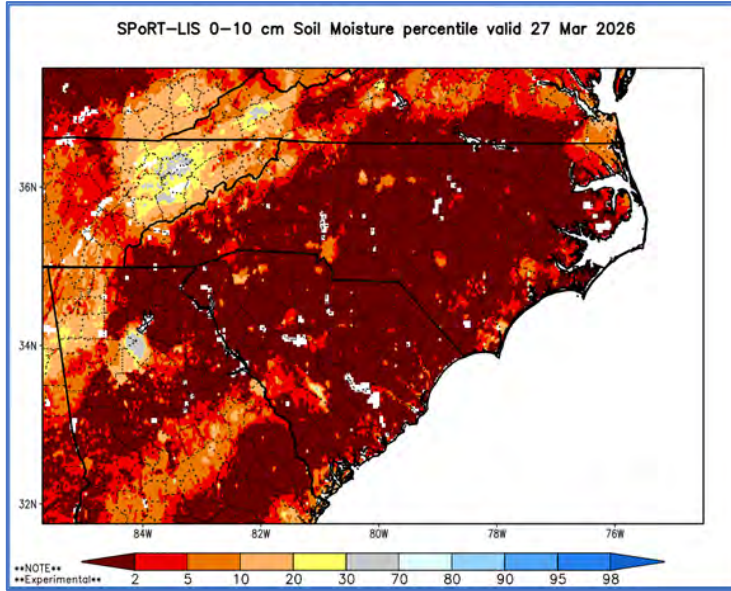 SPoRT-LIS 0-10 cm Soil Moisture percentile valid 27 Mar 2026
36N
34N
32N
84W 82W 80W 78W 76W
**NOTE**
**Experimental**
2 5 10 20 30 70 80 90 95 98